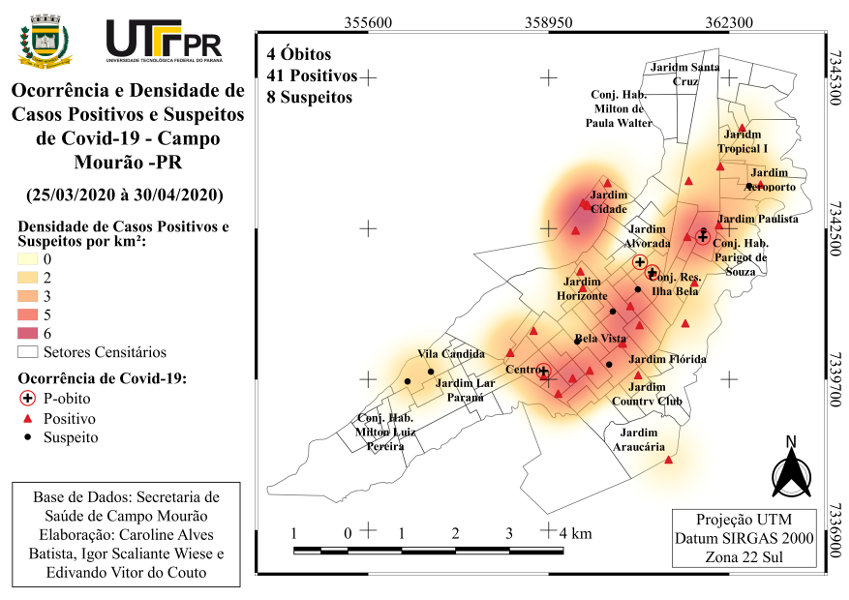 UTFPR
UNIVERSIDADE TECNOLÓGICA FEDERAL DO PARANÁ
Ocorrência e Densidade de
Casos Positivos e Suspeitos
de Covid-19 - Campo
Mourão -PR
(25/03/2020 à 30/04/2020)
Densidade de Casos Positivos e
Suspeitos por km²:
0
2
3
5
6
Setores Censitários
Ocorrência de Covid-19:
P-obito
Positivo
Suspeito
Base de Dados: Secretaria de
Saúde de Campo Mourão
Elaboração: Caroline Alves
Batista, Igor Scaliante Wiese e
Edivando Vitor do Couto
355600
358950
362300
4 Óbitos
41 Positivos
8 Suspeitos
Jaridm Santa
Cruz
Conj. Hab.
Milton de
Paula Walter
Jaridm
Tropical I
Jardim
Aeroporto
Jardim
Cidade
Jardim Paulista
Jardim
Alvorada
Conj. Hab.
Parigot de
Souza
Conj. Res.
Ilha Bela
Jardim
Horizonte
Bela Vista
Vila Candida
Centro
Jardim Flórida
Jardim Lar
Paraná
Jardim
Country Club
Conj. Hab.
Milton Luiz
Pereira
Jardim
Araucária
7345300
7342500
7339700
7336900
N
1 0 1 2 3 4 km
Projeção UTM
Datum SIRGAS 2000
Zona 22 Sul